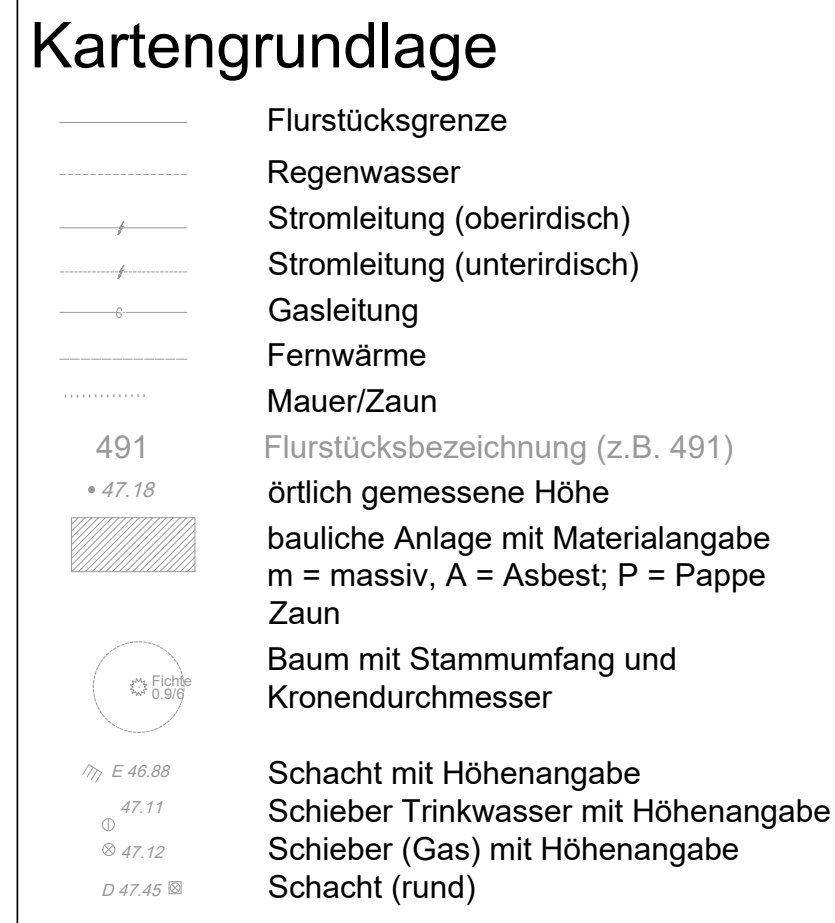 Kartengrundlage
Flurstücksgrenze
Regenwasser
Stromleitung (oberirdisch)
Stromleitung (unterirdisch)
G Gasleitung
Fernwärme
Mauer/Zaun
491 Flurstücksbezeichnung (z.B. 491)
47.18 örtlich gemessene Höhe
bauliche Anlage mit Materialangabe
m = massiv, A = Asbest; P = Pappe
Zaun
Fichte
0.9/6
Baum mit Stammumfang und
Kronendurchmesser
E 46.88 Schacht mit Höhenangabe
47.11 Schieber Trinkwasser mit Höhenangabe
47.12 Schieber (Gas) mit Höhenangabe
D 47.45 Schacht (rund)